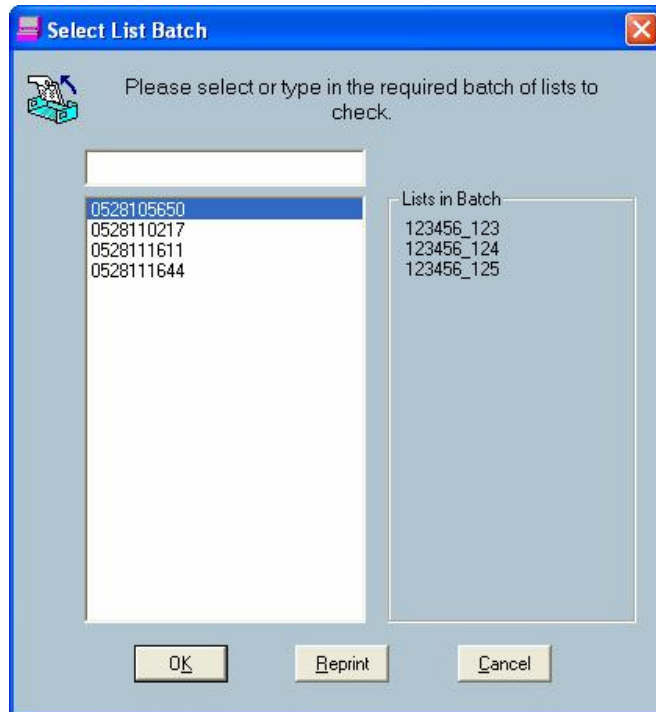 Select List Batch
Please select or type in the required batch of lists to
check.
0528105650
0528110217
0528111611
0528111644
Lists in Batch
123456_123
123456_124
123456_125
OK
Reprint
Cancel